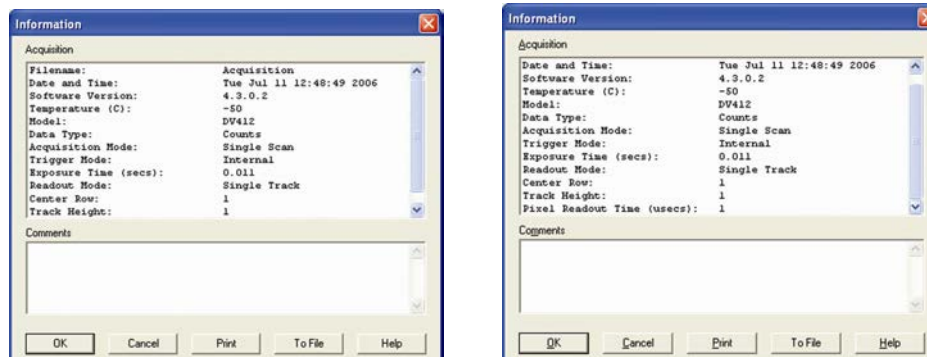 Information
Acquisition
Filename: Acquisition
Date and Time: Tue Jul 11 12:48:49 2006
Software Version: 4.3.0.2
Temperature (C): -50
Model: DV412
Data Type: Counts
Acquisition Mode: Single Scan
Trigger Mode: Internal
Exposure Time (secs): 0.011
Readout Mode: Single Track
Center Row: 1
Track Height: 1
Comments
OK Cancel Print To File Help
Information
Acquisition
Date and Time: Tue Jul 11 12:48:49 2006
Software Version: 4.3.0.2
Temperature (C): -50
Model: DV412
Data Type: Counts
Acquisition Mode: Single Scan
Trigger Mode: Internal
Exposure Time (secs): 0.011
Readout Mode: Single Track
Center Row: 1
Track Height: 1
Pixel Readout Time (usecs): 1
Comments
OK Cancel Print To File Help